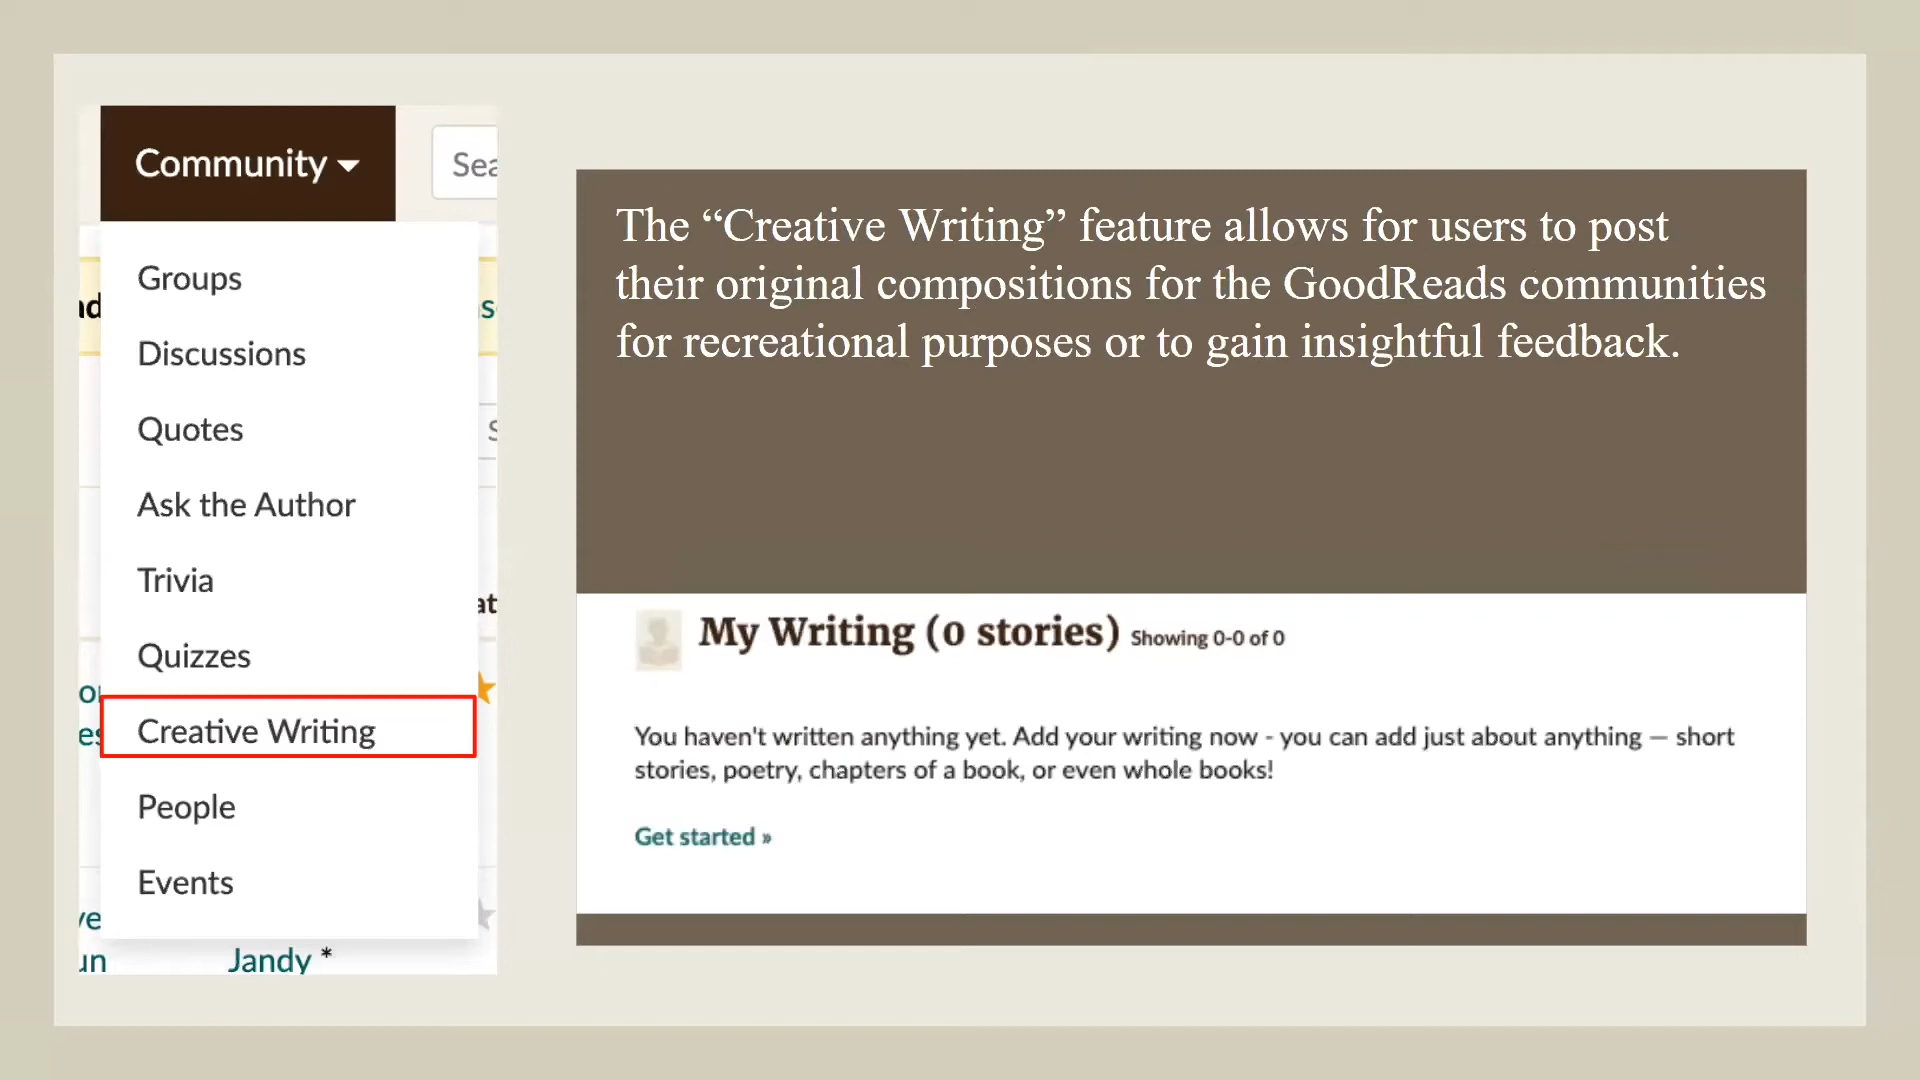 Community
Groups
Discussions
Quotes
Ask the Author
Trivia
Quizzes
Creative Writing
People
Events
Jandy *
The “Creative Writing” feature allows for users to post
their original compositions for the GoodReads communities
for recreational purposes or to gain insightful feedback.
My Writing (0 stories) Showing 0-0 of 0
You haven't written anything yet. Add your writing now - you can add just about anything — short
stories, poetry, chapters of a book, or even whole books!
Get started »